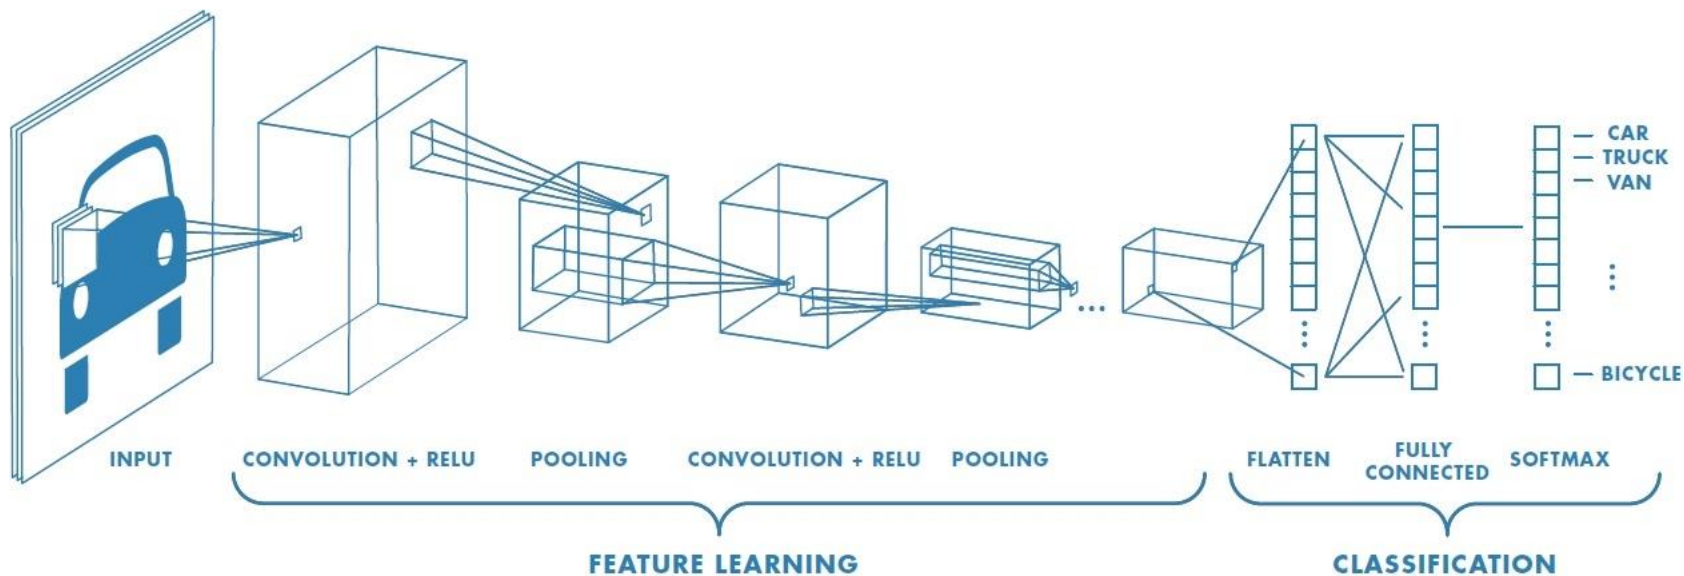 CAR
TRUCK
VAN
BICYCLE
INPUT
CONVOLUTION + RELU
POOLING
CONVOLUTION + RELU
POOLING
FLATTEN
FULLY
CONNECTED
SOFTMAX
FEATURE LEARNING
CLASSIFICATION